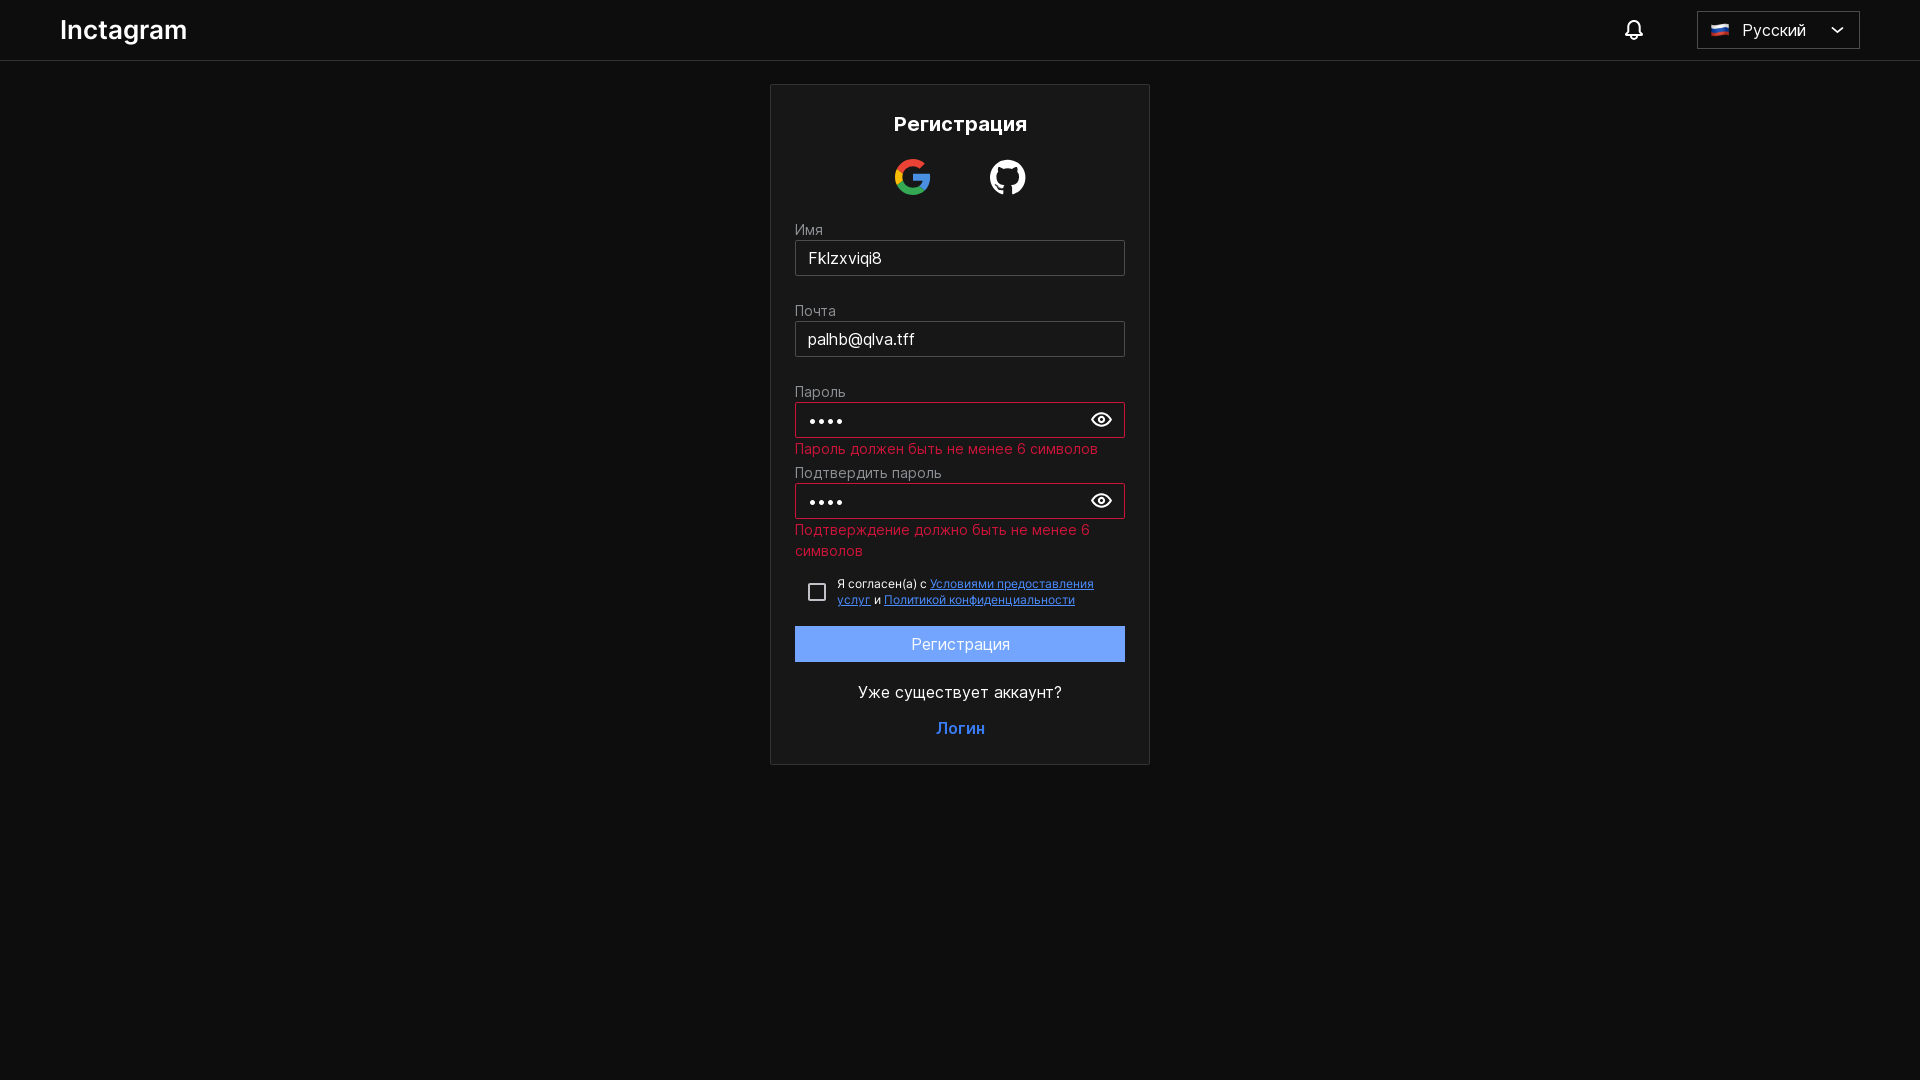 Inctagram
Русский
Регистрация
Имя
Fklzxviqi8
Почта
palhb@qlva.tff
Пароль
••••
Пароль должен быть не менее 6 символов
Подтвердить пароль
••••
Подтверждение должно быть не менее 6
символов
Я согласен(а) с Условиями предоставления
услуг и Политикой конфиденциальности
Регистрация
Уже существует аккаунт?
Логин